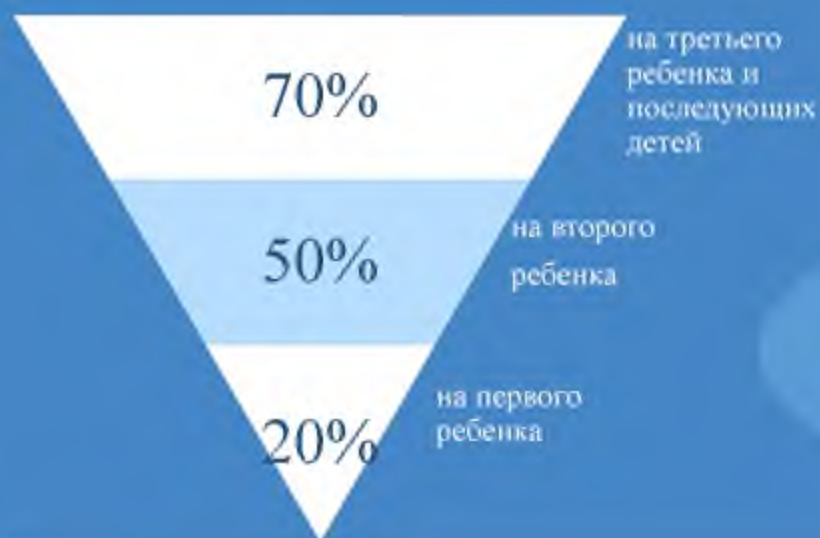 70%
на третьего
ребенка и
последующих
детей
50%
на второго
ребенка
20%
на первого
ребенка